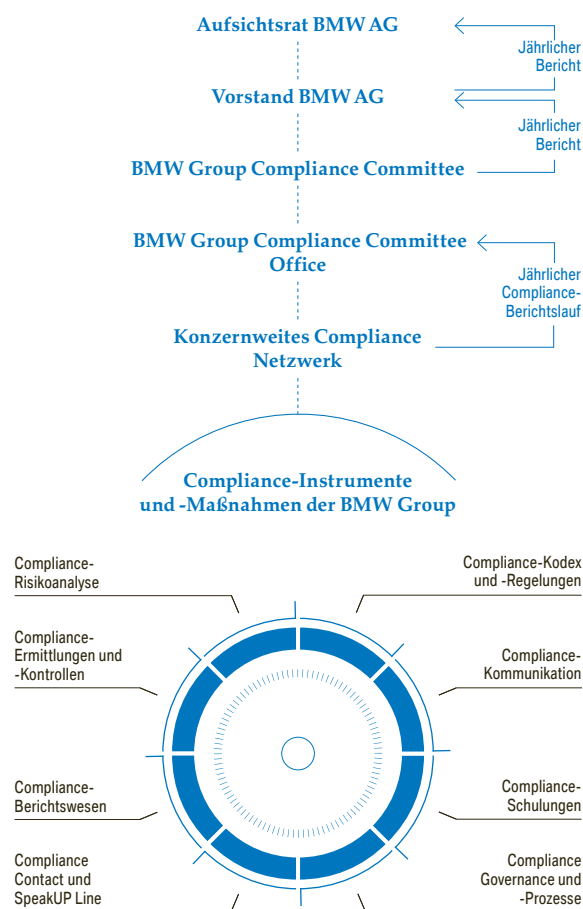 Aufsichtsrat BMW AG
Jährlicher
Bericht
Vorstand BMW AG
Jährlicher
Bericht
BMW Group Compliance Committee
BMW Group Compliance Committee
Office
Jährlicher
Compliance-
Berichtslauf
Konzernweites Compliance
Netzwerk
Compliance-Instrumente
und -Maßnahmen der BMW Group
Compliance-
Risikoanalyse
Compliance-Kodex
und -Regelungen
Compliance-
Ermittlungen und
-Kontrollen
Compliance-
Kommunikation
Compliance-
Berichtswesen
Compliance-
Schulungen
Compliance
Contact und
SpeakUP Line
Compliance
Governance und
-Prozesse